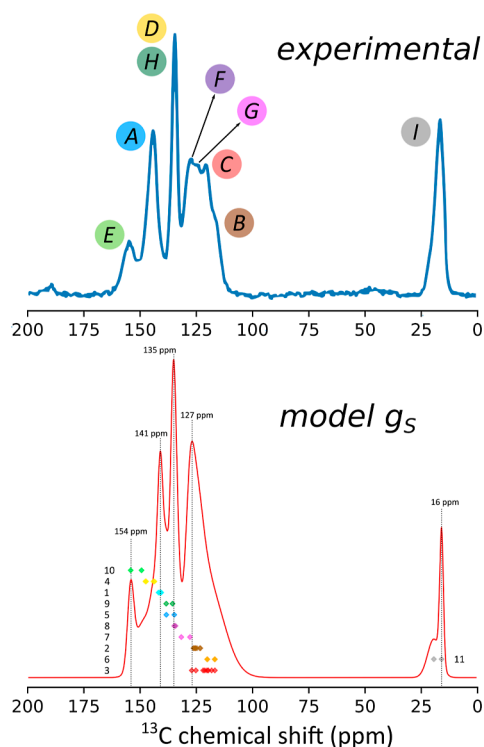 D
experimental
H
F
G
A
I
C
B
E
200 175 150 125 100 75 50 25 0
135 ppm
model gS
127 ppm
141 ppm
16 ppm
154 ppm
10
4
1
9
5
8
7
2
6 11
3
200 175 150 125 100 75 50 25 0
¹³C chemical shift (ppm)